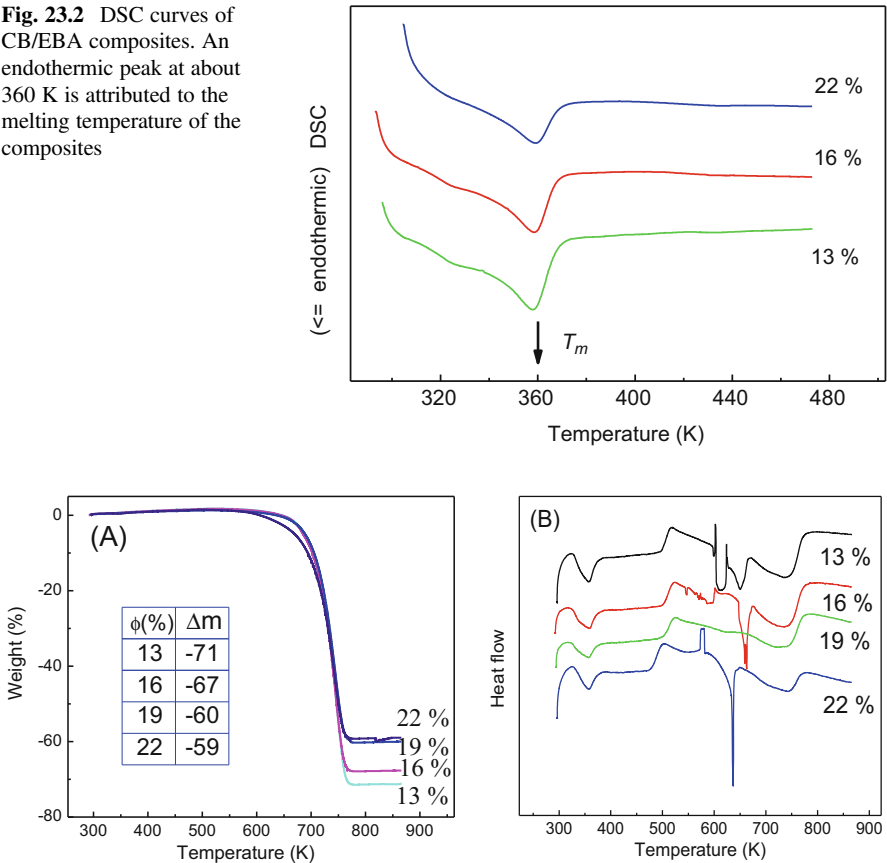 Fig. 23.2 DSC curves of
CB/EBA composites. An
endothermic peak at about
360 K is attributed to the
melting temperature of the
composites
(<= endothermic) DSC
22 %
16 %
13 %
Tm
320 360 400 440 480
Temperature (K)
(A)
Weight (%)
0
-20
-40
-60
-80
ϕ(%) Δm
13 -71
16 -67
19 -60
22 -59
22 %
19 %
16 %
13 %
300 400 500 600 700 800 900
Temperature (K)
(B)
Heat flow
13 %
16 %
19 %
22 %
300 400 500 600 700 800 900
Temperature (K)